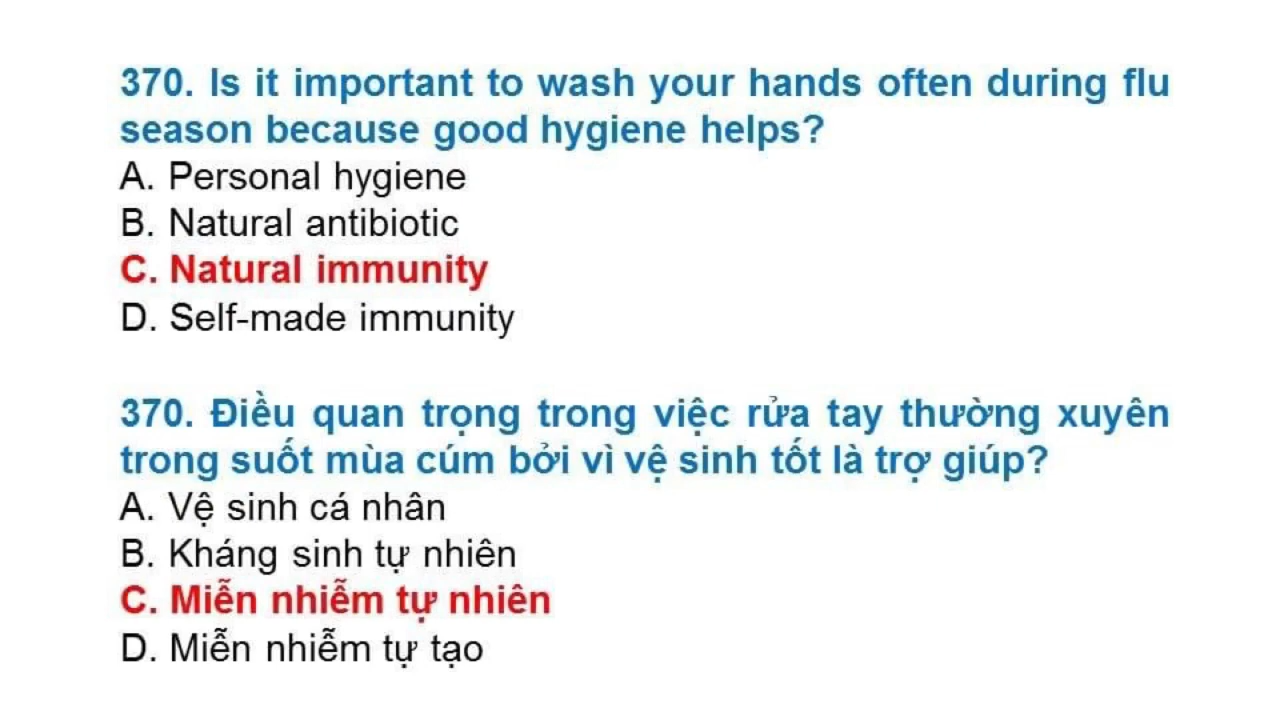 370. Is it important to wash your hands often during flu
season because good hygiene helps?
A. Personal hygiene
B. Natural antibiotic
C. Natural immunity
D. Self-made immunity
370. Điều quan trọng trong việc rửa tay thường xuyên
trong suốt mùa cúm bởi vì vệ sinh tốt là trợ giúp?
A. Vệ sinh cá nhân
B. Kháng sinh tự nhiên
C. Miễn nhiễm tự nhiên
D. Miễn nhiễm tự tạo